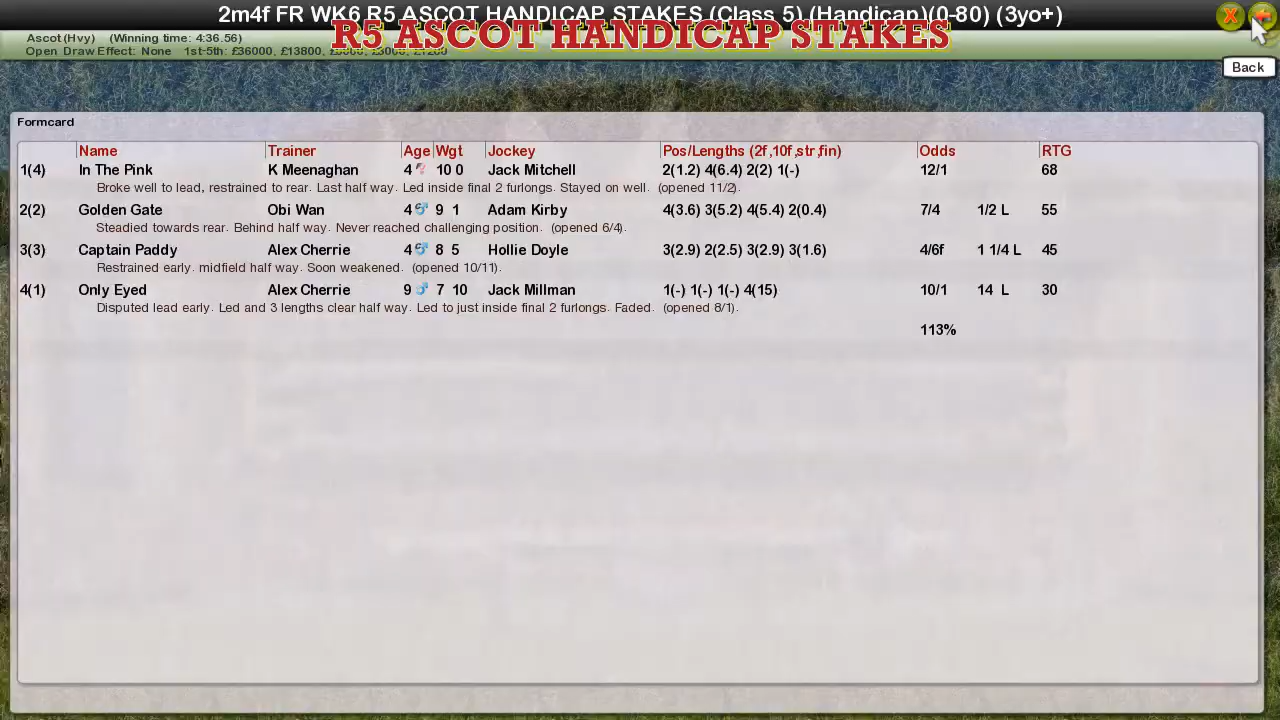 2m4f FR WK6 R5 ASCOT HANDICAP STAKES (Class 5) (Handicap)(0-80) (3yo+)
R5 ASCOT HANDICAP STAKES
Ascot(Hvy) (Winning time: 4:36.56)
Open Draw Effect: None 1st-5th: £36000, £13800,
Back
Formcard
Name Trainer Age Wgt Jockey Pos/Lengths (2f,10f,str,fin) Odds RTG
1(4) In The Pink K Meenaghan 4 10 0 Jack Mitchell 2(1.2) 4(6.4) 2(2) 1(-) 12/1 68
Broke well to lead, restrained to rear. Last half way. Led inside final 2 furlongs. Stayed on well. (opened 11/2).
2(2) Golden Gate Obi Wan 4 9 1 Adam Kirby 4(3.6) 3(5.2) 4(5.4) 2(0.4) 7/4 1/2 L 55
Steadied towards rear. Behind half way. Never reached challenging position. (opened 6/4).
3(3) Captain Paddy Alex Cherrie 4 8 5 Hollie Doyle 3(2.9) 2(2.5) 3(2.9) 3(1.6) 4/6f 1 1/4 L 45
Restrained early. midfield half way. Soon weakened. (opened 10/11).
4(1) Only Eyed Alex Cherrie 9 7 10 Jack Millman 1(-) 1(-) 1(-) 4(15) 10/1 14 L 30
Disputed lead early. Led and 3 lengths clear half way. Led to just inside final 2 furlongs. Faded. (opened 8/1).
113%